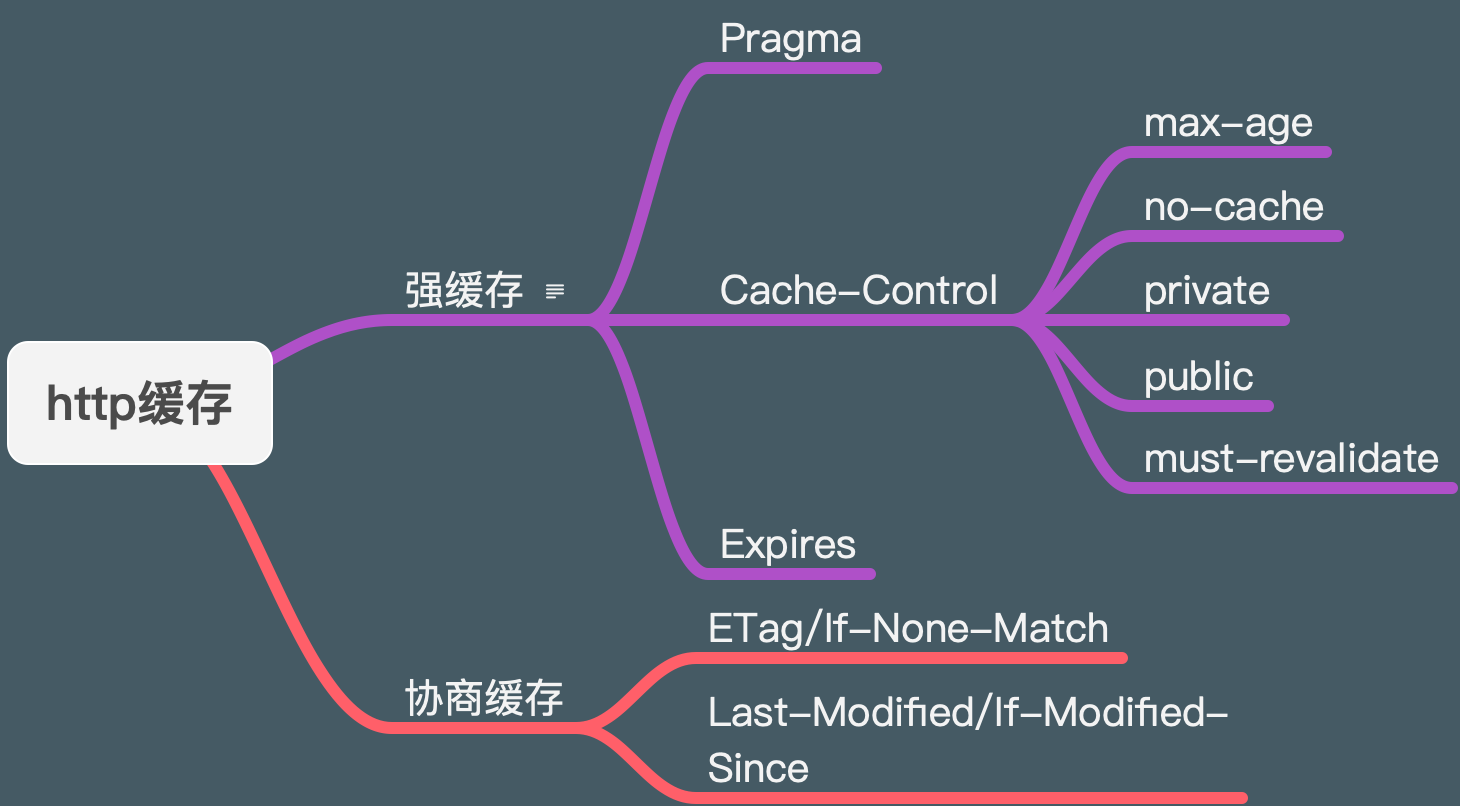 http缓存
强缓存
Pragma
Cache-Control
max-age
no-cache
private
public
must-revalidate
Expires
协商缓存
ETag/If-None-Match
Last-Modified/If-Modified-
Since